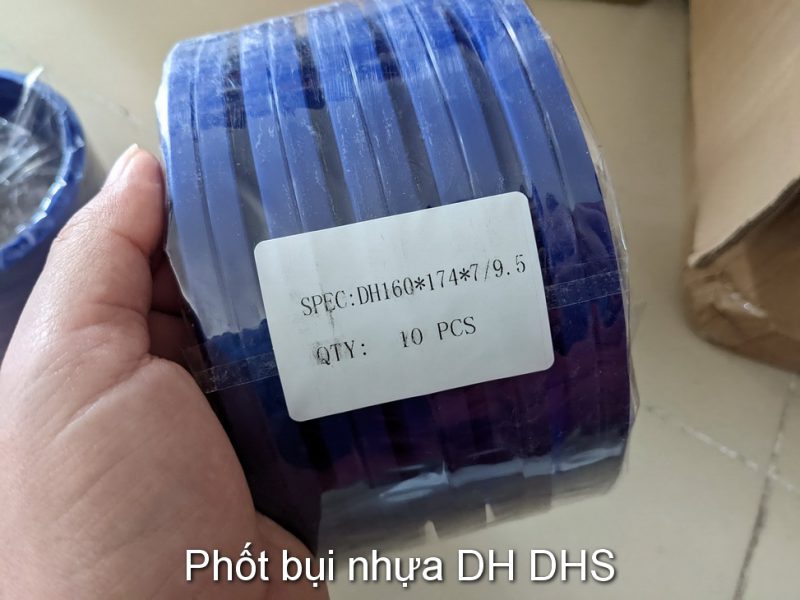 SPEC:DH160*174*7/9.5
QTY: 10 PCS
Phốt bụi nhựa DH DHS